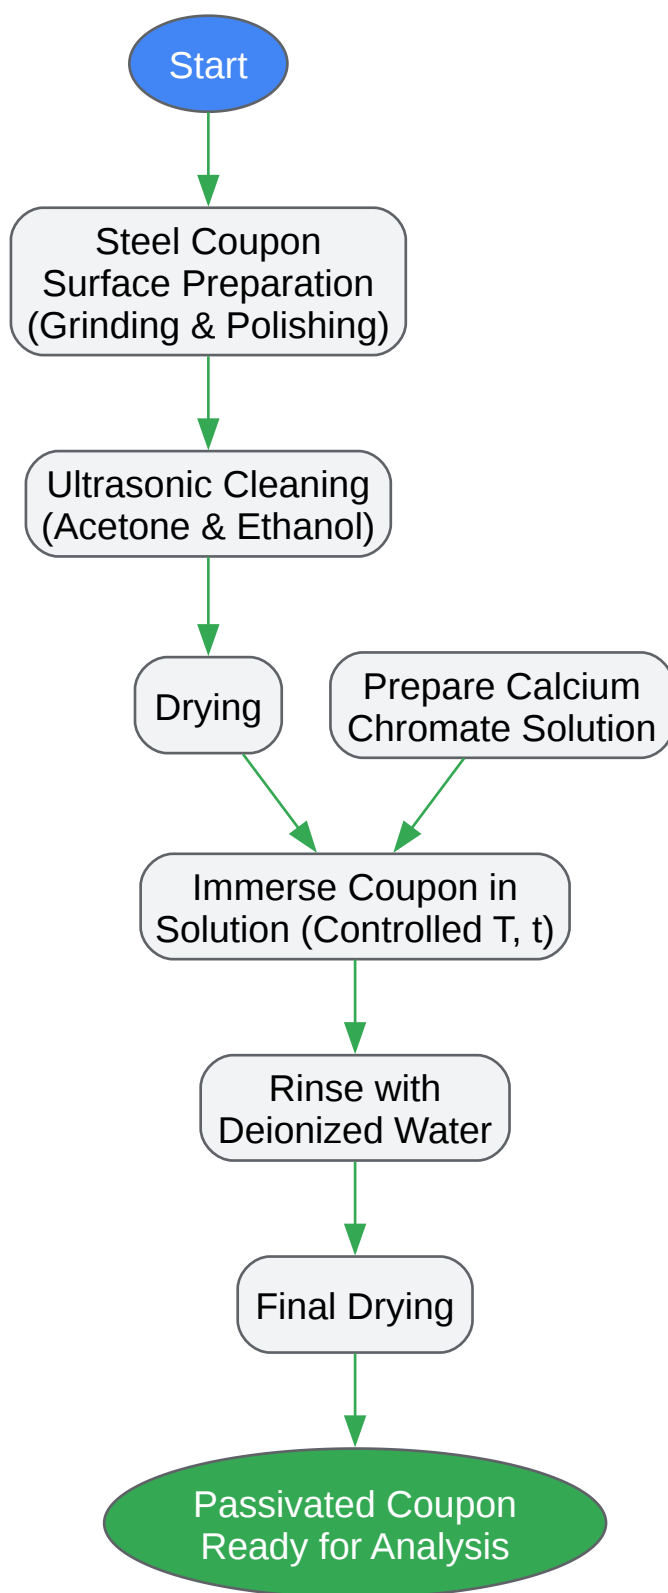 Start
Steel Coupon
Surface Preparation
(Grinding & Polishing)
Ultrasonic Cleaning
(Acetone & Ethanol)
Drying
Prepare Calcium
Chromate Solution
Immerse Coupon in
Solution (Controlled T, t)
Rinse with
Deionized Water
Final Drying
Passivated Coupon
Ready for Analysis